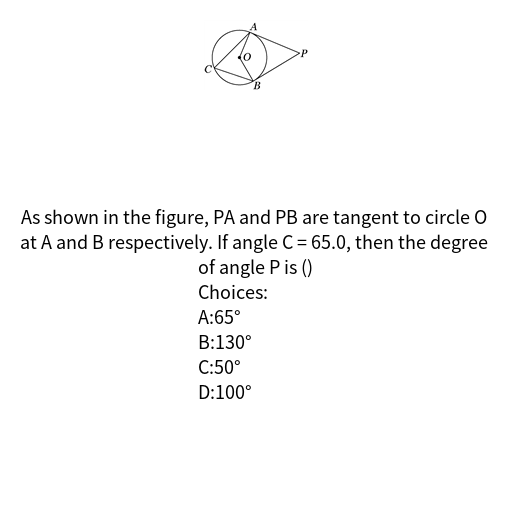 A
O
P
C
B
As shown in the figure, PA and PB are tangent to circle O
at A and B respectively. If angle C = 65.0, then the degree
of angle P is ()
Choices:
A:65°
B:130°
C:50°
D:100°